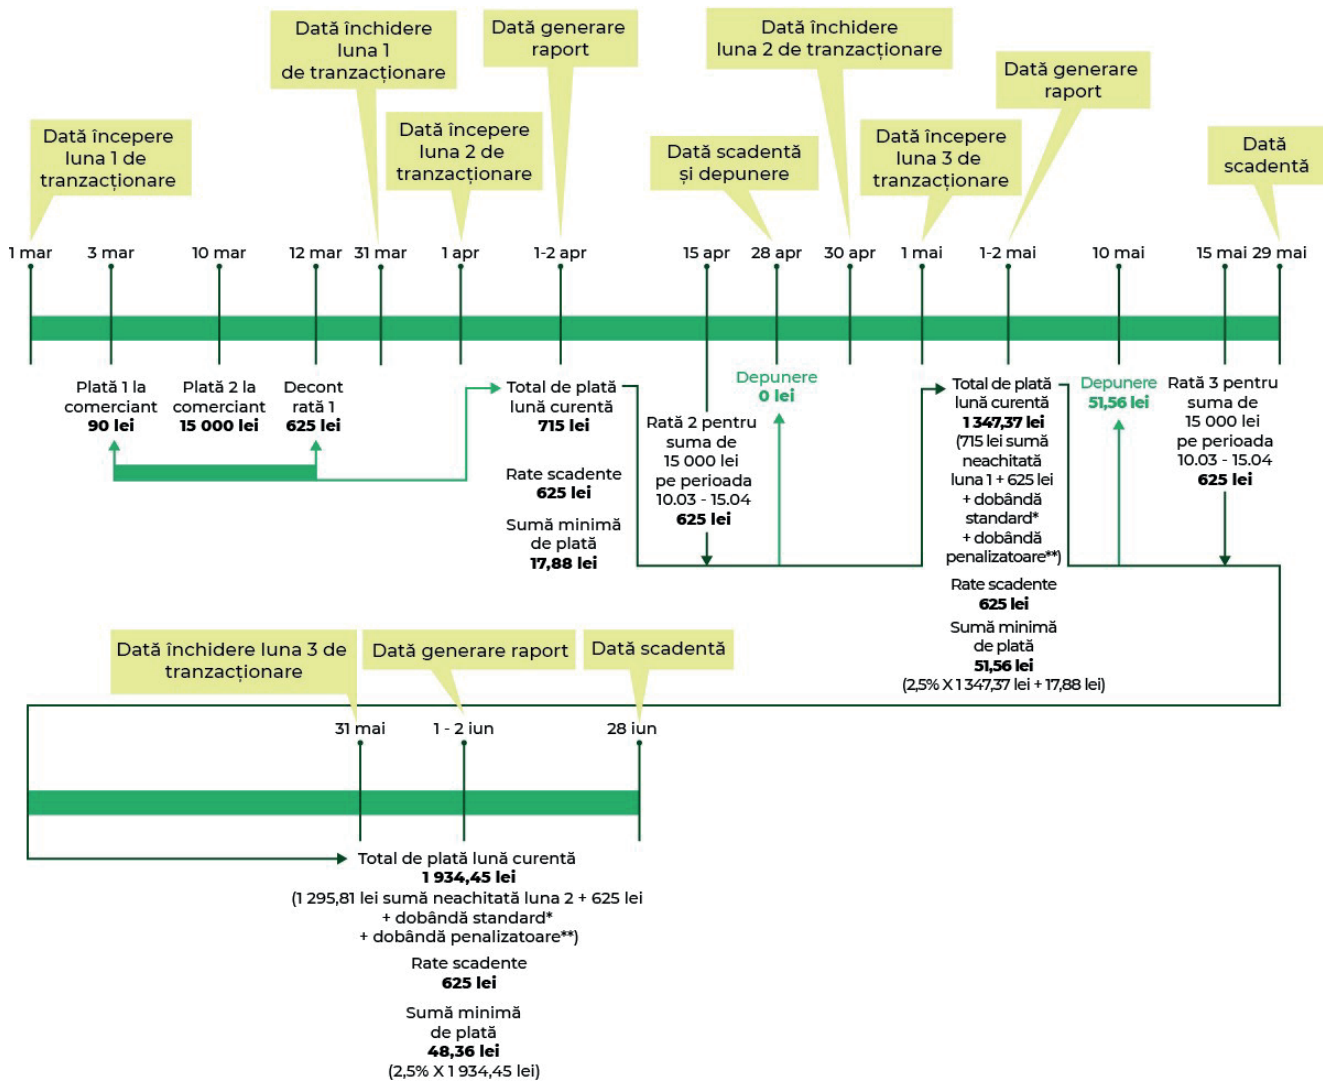 Dată începere
luna 1 de
tranzacționare
Dată închidere
luna 1
de tranzacționare
Dată începere
luna 2 de
tranzacționare
Dată generare
raport
Dată scadentă
și depunere
Dată închidere
luna 2 de tranzacționare
Dată începere
luna 3 de
tranzacționare
Dată generare
raport
Dată
scadentă
1 mar
3 mar
10 mar
12 mar
31 mar
1 apr
1-2 apr
15 apr
28 apr
30 apr
1 mai
1-2 mai
10 mai
15 mai
29 mai
Plată 1 la
comerciant
90 lei
Plată 2 la
comerciant
15 000 lei
Decont
rată 1
625 lei
Total de plată
lună curentă
715 lei
Rate scadente
625 lei
Sumă minimă
de plată
17,88 lei
Rată 2 pentru
suma de
15 000 lei
pe perioada
10.03 - 15.04
625 lei
Depunere
0 lei
Total de plată
lună curentă
1 347,37 lei
(715 lei sumă
neachitată
luna 1 + 625 lei
+ dobândă
standard*
+ dobândă
penalizatoare**)
Rate scadente
625 lei
Sumă minimă
de plată
51,56 lei
(2,5% X 1 347,37 lei + 17,88 lei)
Depunere
51,56 lei
Rată 3 pentru
suma de
15 000 lei
pe perioada
10.03 - 15.04
625 lei
Dată închidere luna 3 de
tranzacționare
Dată generare raport
Dată scadentă
31 mai
1 - 2 iun
28 iun
Total de plată lună curentă
1 934,45 lei
(1 295,81 lei sumă neachitată luna 2 + 625 lei
+ dobândă standard*
+ dobândă penalizatoare**)
Rate scadente
625 lei
Sumă minimă
de plată
48,36 lei
(2,5% X 1 934,45 lei)